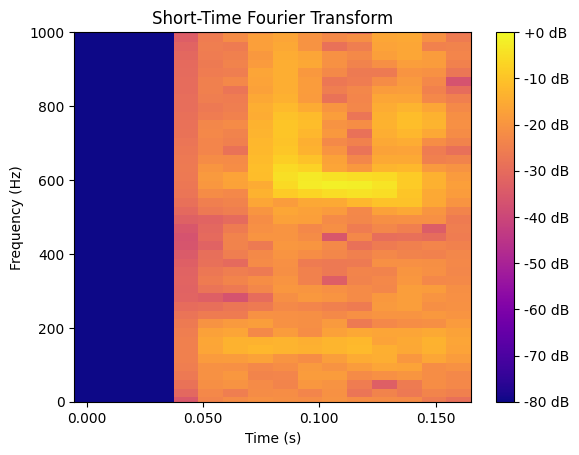 Short-Time Fourier Transform
Frequency (Hz)
1000
800
600
400
200
0
0.000
0.050
0.100
0.150
Time (s)
+0 dB
-10 dB
-20 dB
-30 dB
-40 dB
-50 dB
-60 dB
-70 dB
-80 dB